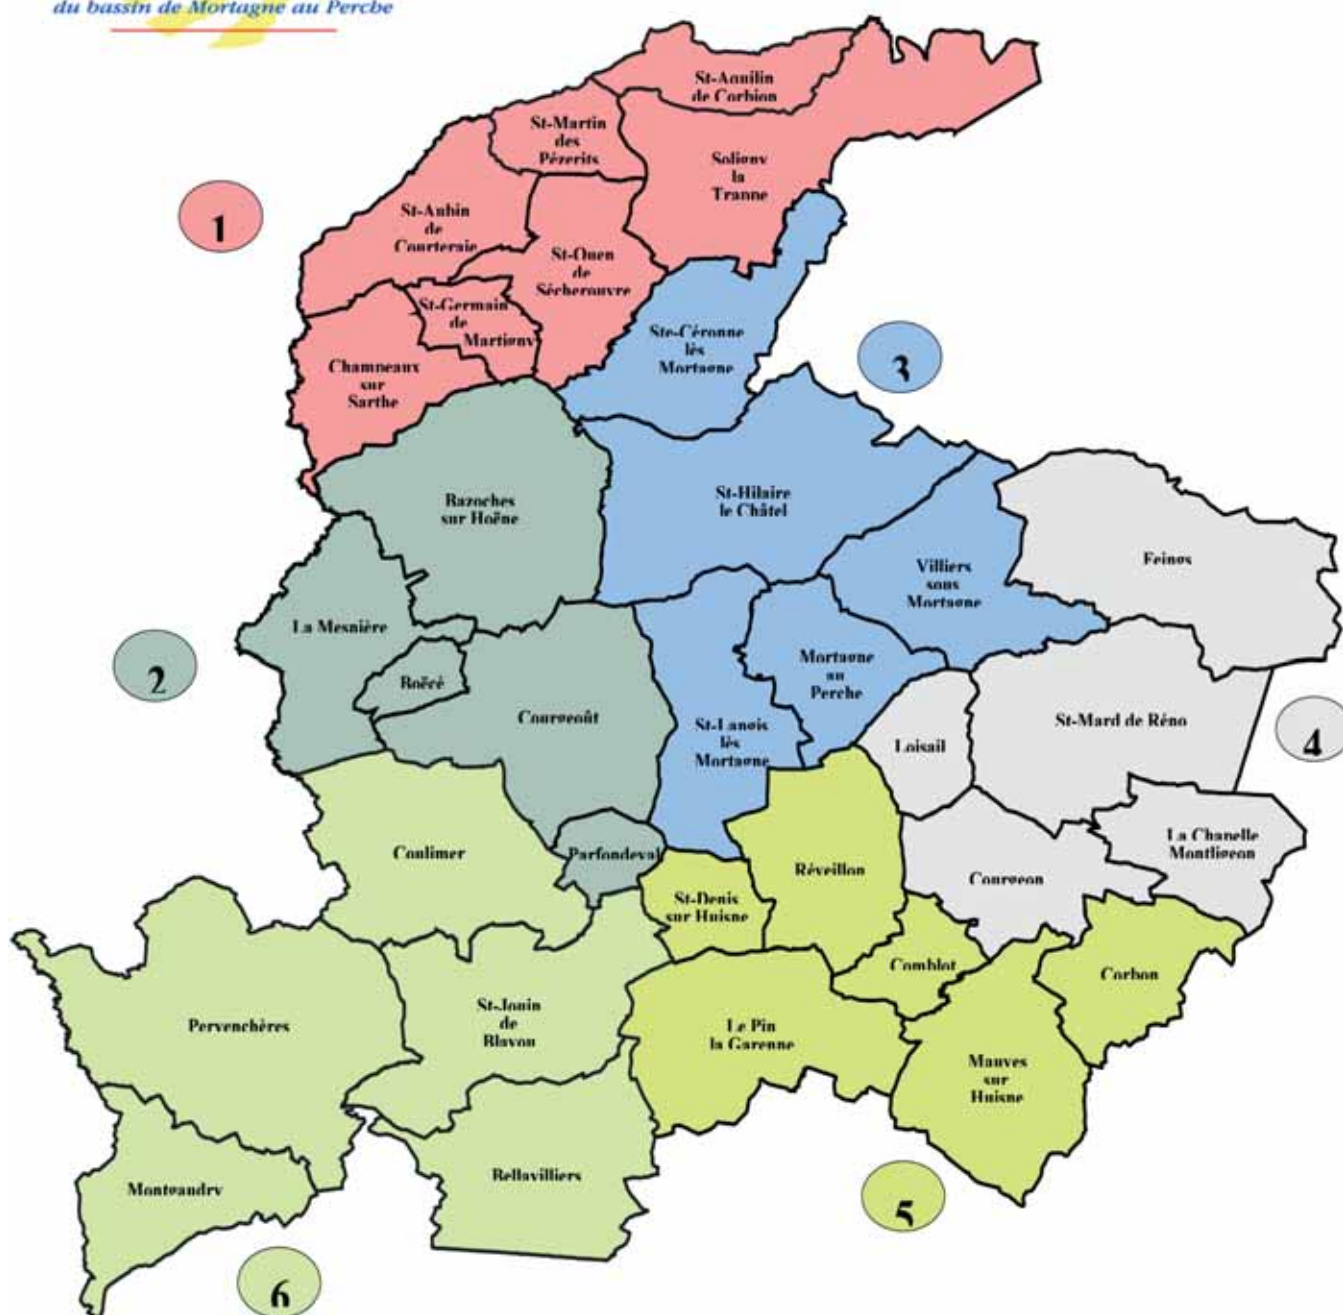 du bassin de Mortagne au Perche
St-Aquilin
de Corbion
St-Martin
des
Pézerits
Soligny
la
Trappe
1
St-Aubin
de
Courteraie
St-Ouen
de
Sécherouvre
St-Germain
de
Martigny
Ste-Céronne
lès
Mortagne
3
Champeaux
sur
Sarthe
Bazoches
sur Hoëne
St-Hilaire
le Châtel
Villiers
sous
Mortagne
Feings
La Mesnière
2
Boëcé
Courgeoût
Mortagne
au
Perche
St-Langis
lès
Mortagne
Loisail
St-Mard de Réno
4
Coulimer
Parfondeval
Réveillon
Courgeon
La Chapelle
Montligeon
St-Denis
sur Huisne
Comblot
Corbon
Pervenchères
St-Jouin
de
Blavou
Le Pin
la Garenne
Mauves
sur
Huisne
Montgaudry
Bellavilliers
5
6